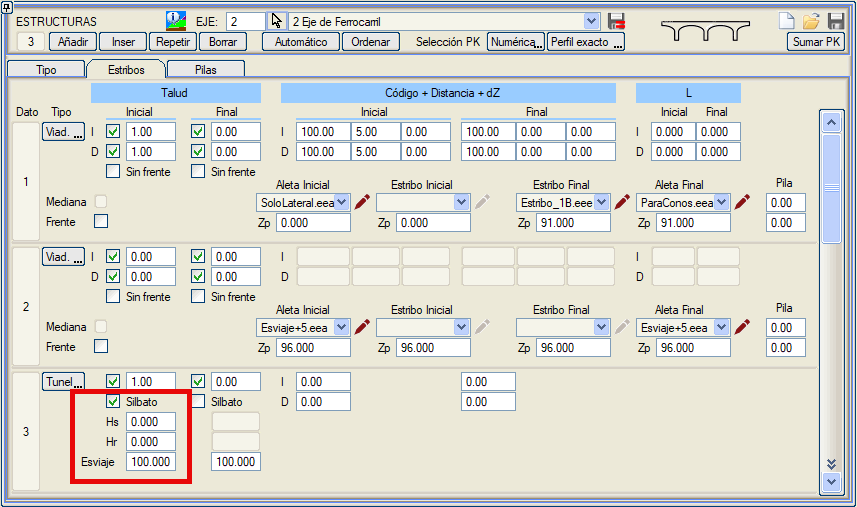 ESTRUCTURAS EJE: 2 2 Eje de Ferrocarril
3 Añadir Inser Repetir Borrar Automático Ordenar Selección PK Numérica... Perfil exacto ... Sumar PK
Tipo Estribos Pilas
Talud Código + Distancia + dZ L
Dato Tipo Inicial Final Inicial Final Inicial Final
Viad. ... I 1.00 0.00 I 100.00 5.00 0.00 100.00 0.00 0.00 I 0.000 0.000
D 1.00 0.00 D 100.00 5.00 0.00 100.00 0.00 0.00 D 0.000 0.000
Sin frente Sin frente
1 Aleta Inicial Estribo Inicial Estribo Final Aleta Final Pila
Mediana SoloLateral.eea Estribo_1B.eee ParaConos.eea 0.00
Frente Zp 0.000 Zp 0.000 Zp 91.000 Zp 91.000 0.00
Viad. ... I 0.00 0.00 I I
D 0.00 0.00 D D
Sin frente Sin frente
2 Aleta Inicial Estribo Inicial Estribo Final Aleta Final Pila
Mediana Esviaje+5.eea Esviaje+5.eea 0.00
Frente Zp 96.000 Zp 96.000 Zp 96.000 Zp 96.000 0.00
Tunel... 1.00 0.00 I 0.00 0.00
Silbato Silbato D 0.00 0.00
Hs 0.000
3 Hr 0.000
Esviaje 100.000 100.000